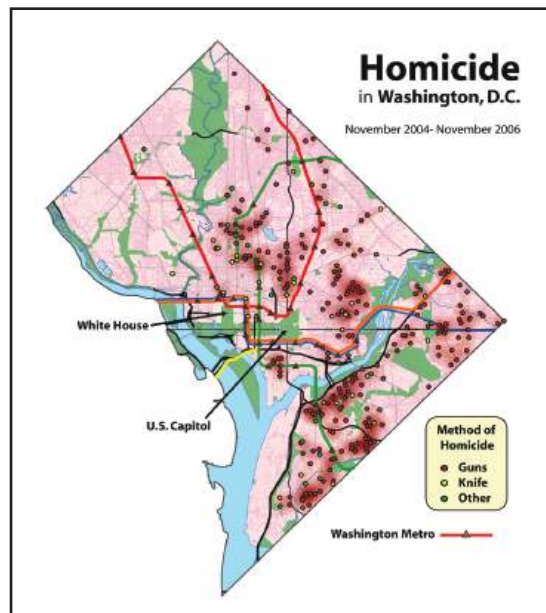 Homicide
in Washington, D.C.
November 2004- November 2006
White House
U.S. Capitol
Method of
Homicide
Guns
Knife
Other
Washington Metro